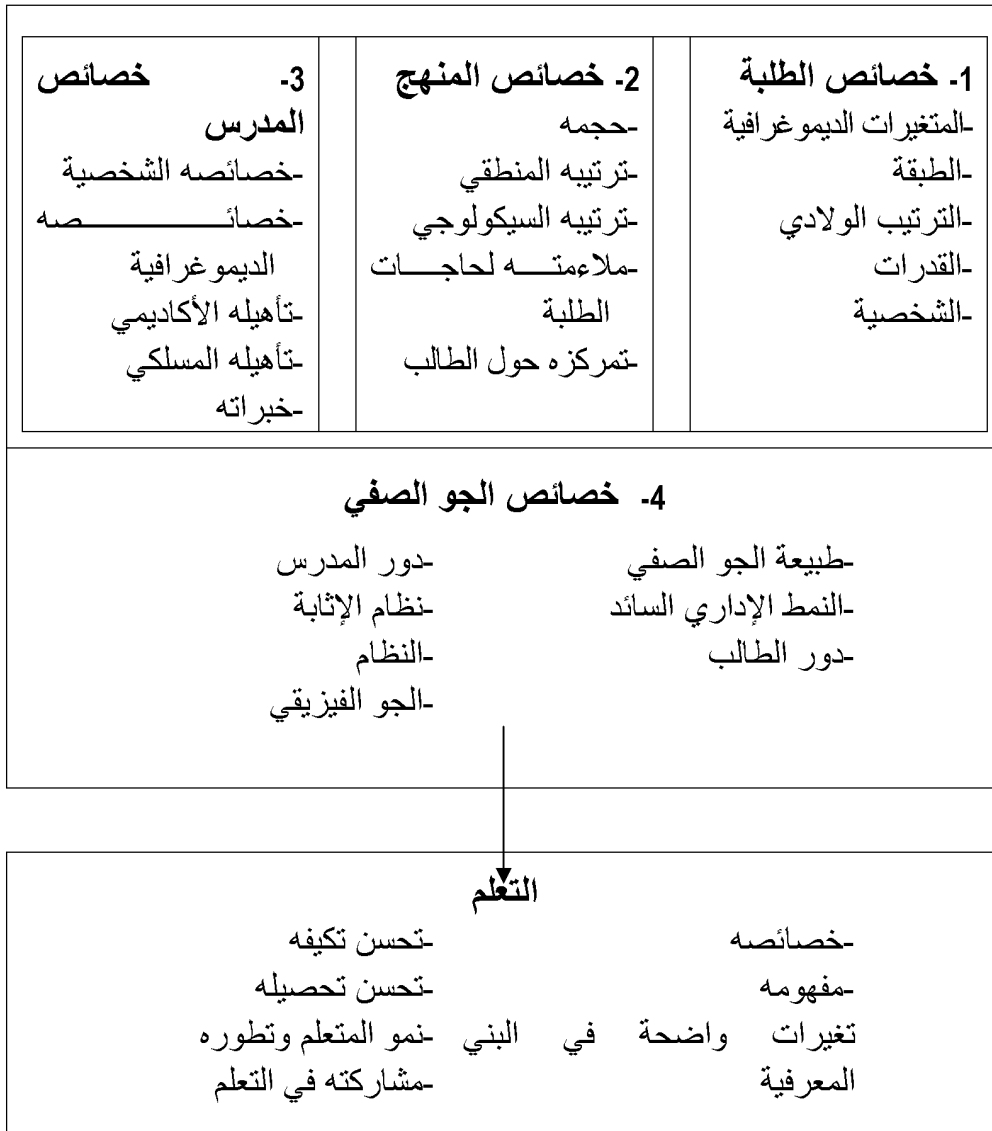 1- خصائص الطلبة
-المتغيرات الديموغرافية
-الطبقة
-الترتيب الولادي
-القدرات
-الشخصية
2- خصائص المنهج
-حجمه
-ترتيبه المنطقي
-ترتيبه السيكولوجي
-ملاءمتـــه لحاجـــات
الطلبة
-تمركزه حول الطالب
3- خصائص
المدرس
-خصائصه الشخصية
-خصائـــــــــــصه
الديموغرافية
-تأهيله الأكاديمي
-تأهيله المسلكي
-خبراته
4- خصائص الجو الصفي
-طبيعة الجو الصفي
-النمط الإداري السائد
-دور الطالب
-دور المدرس
-نظام الإثابة
-النظام
-الجو الفيزيقي
التعلم
-خصائصه
-مفهومه
تغيرات واضحة في البني
المعرفية
-تحسن تكيفه
-تحسن تحصيله
-نمو المتعلم وتطوره
-مشاركته في التعلم